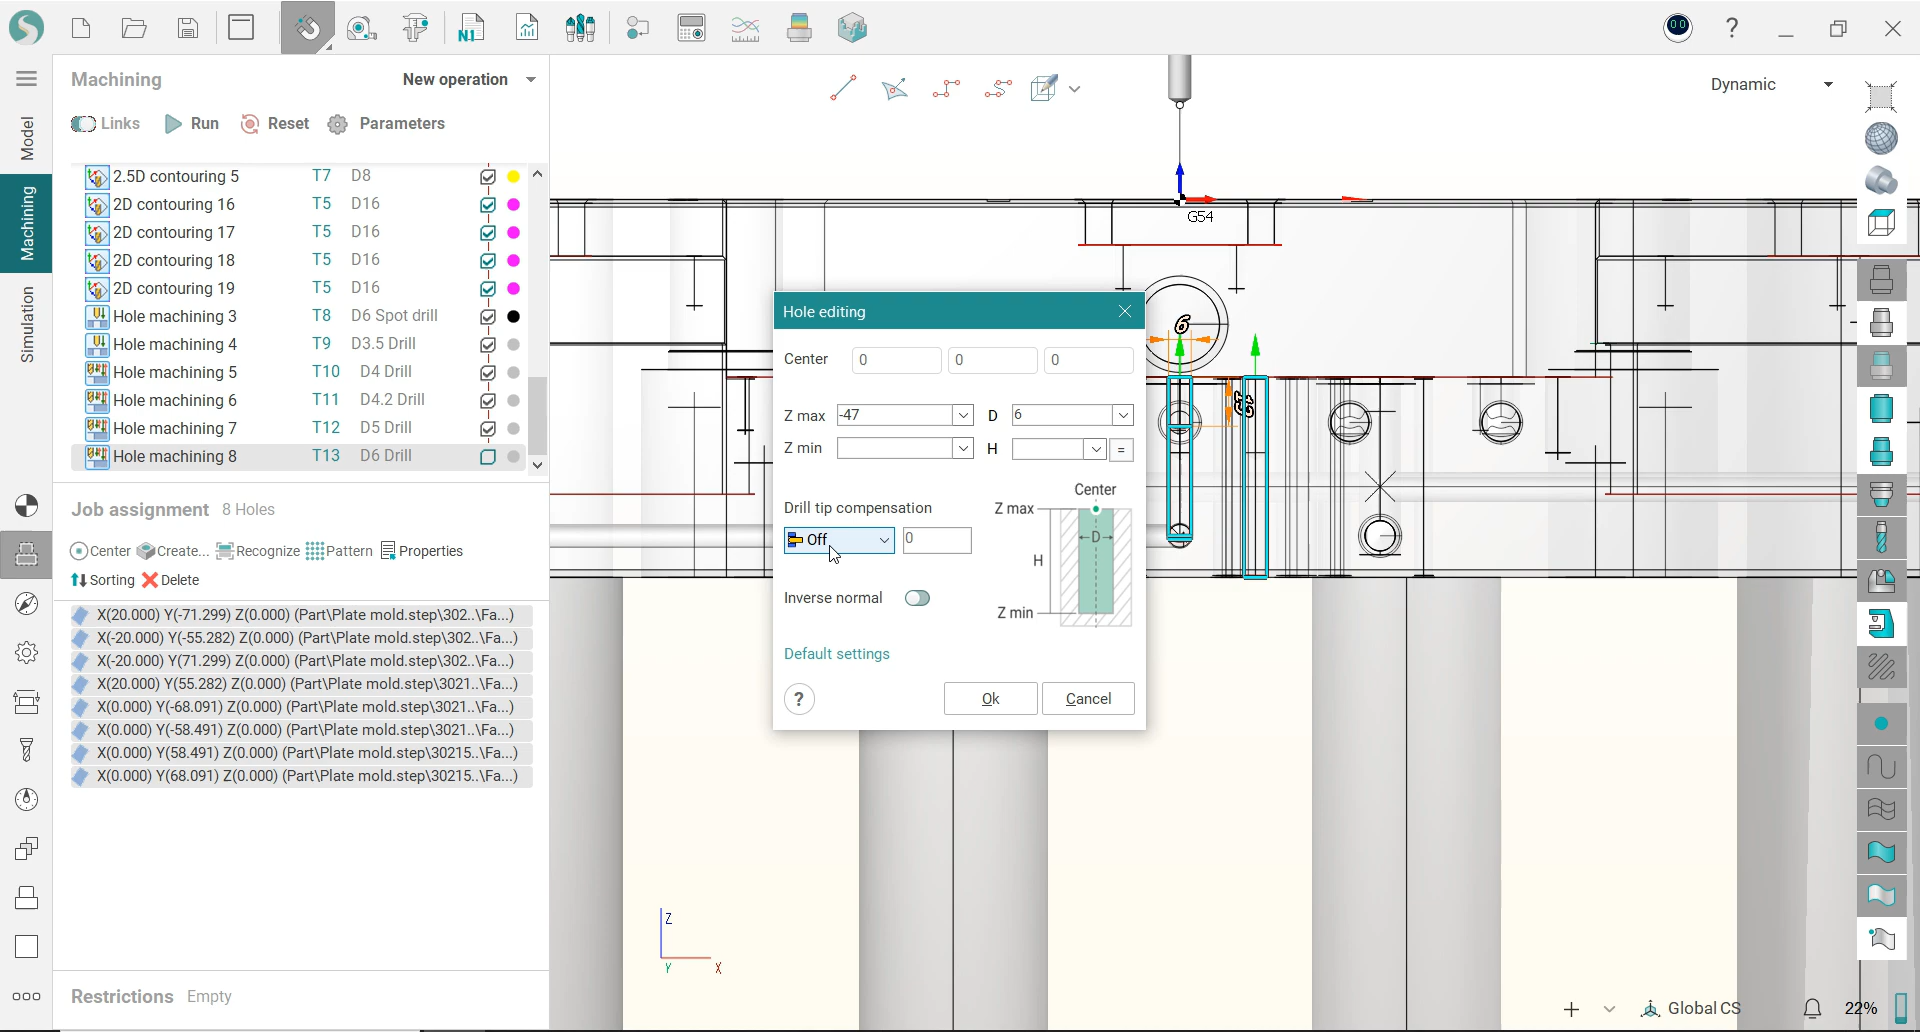 N1
?
Machining
New operation
Links
Run
Reset
Parameters
Dynamic
Model
Machining
Simulation
2.5D contouring 5 T7 D8
2D contouring 16 T5 D16
2D contouring 17 T5 D16
2D contouring 18 T5 D16
2D contouring 19 T5 D16
Hole machining 3 T8 D6 Spot drill
Hole machining 4 T9 D3.5 Drill
Hole machining 5 T10 D4 Drill
Hole machining 6 T11 D4.2 Drill
Hole machining 7 T12 D5 Drill
Hole machining 8 T13 D6 Drill
G54
6
Job assignment 8 Holes
Center Create... Recognize Pattern Properties
Sorting Delete
X(20.000) Y(-71.299) Z(0.000) (Part\Plate mold.step\302..\Fa...)
X(-20.000) Y(-55.282) Z(0.000) (Part\Plate mold.step\302..\Fa...)
X(-20.000) Y(71.299) Z(0.000) (Part\Plate mold.step\302..\Fa...)
X(20.000) Y(55.282) Z(0.000) (Part\Plate mold.step\3021..\Fa...)
X(0.000) Y(-68.091) Z(0.000) (Part\Plate mold.step\3021..\Fa...)
X(0.000) Y(-58.491) Z(0.000) (Part\Plate mold.step\3021..\Fa...)
X(0.000) Y(58.491) Z(0.000) (Part\Plate mold.step\30215..\Fa...)
X(0.000) Y(68.091) Z(0.000) (Part\Plate mold.step\30215..\Fa...)
Restrictions Empty
Hole editing
Center 0 0 0
Z max -47 D 6
Z min H =
Drill tip compensation
Off 0
Inverse normal
Default settings
? Ok Cancel
Center
Z max
D
H
Z min
Z
Y X
Global CS
22%